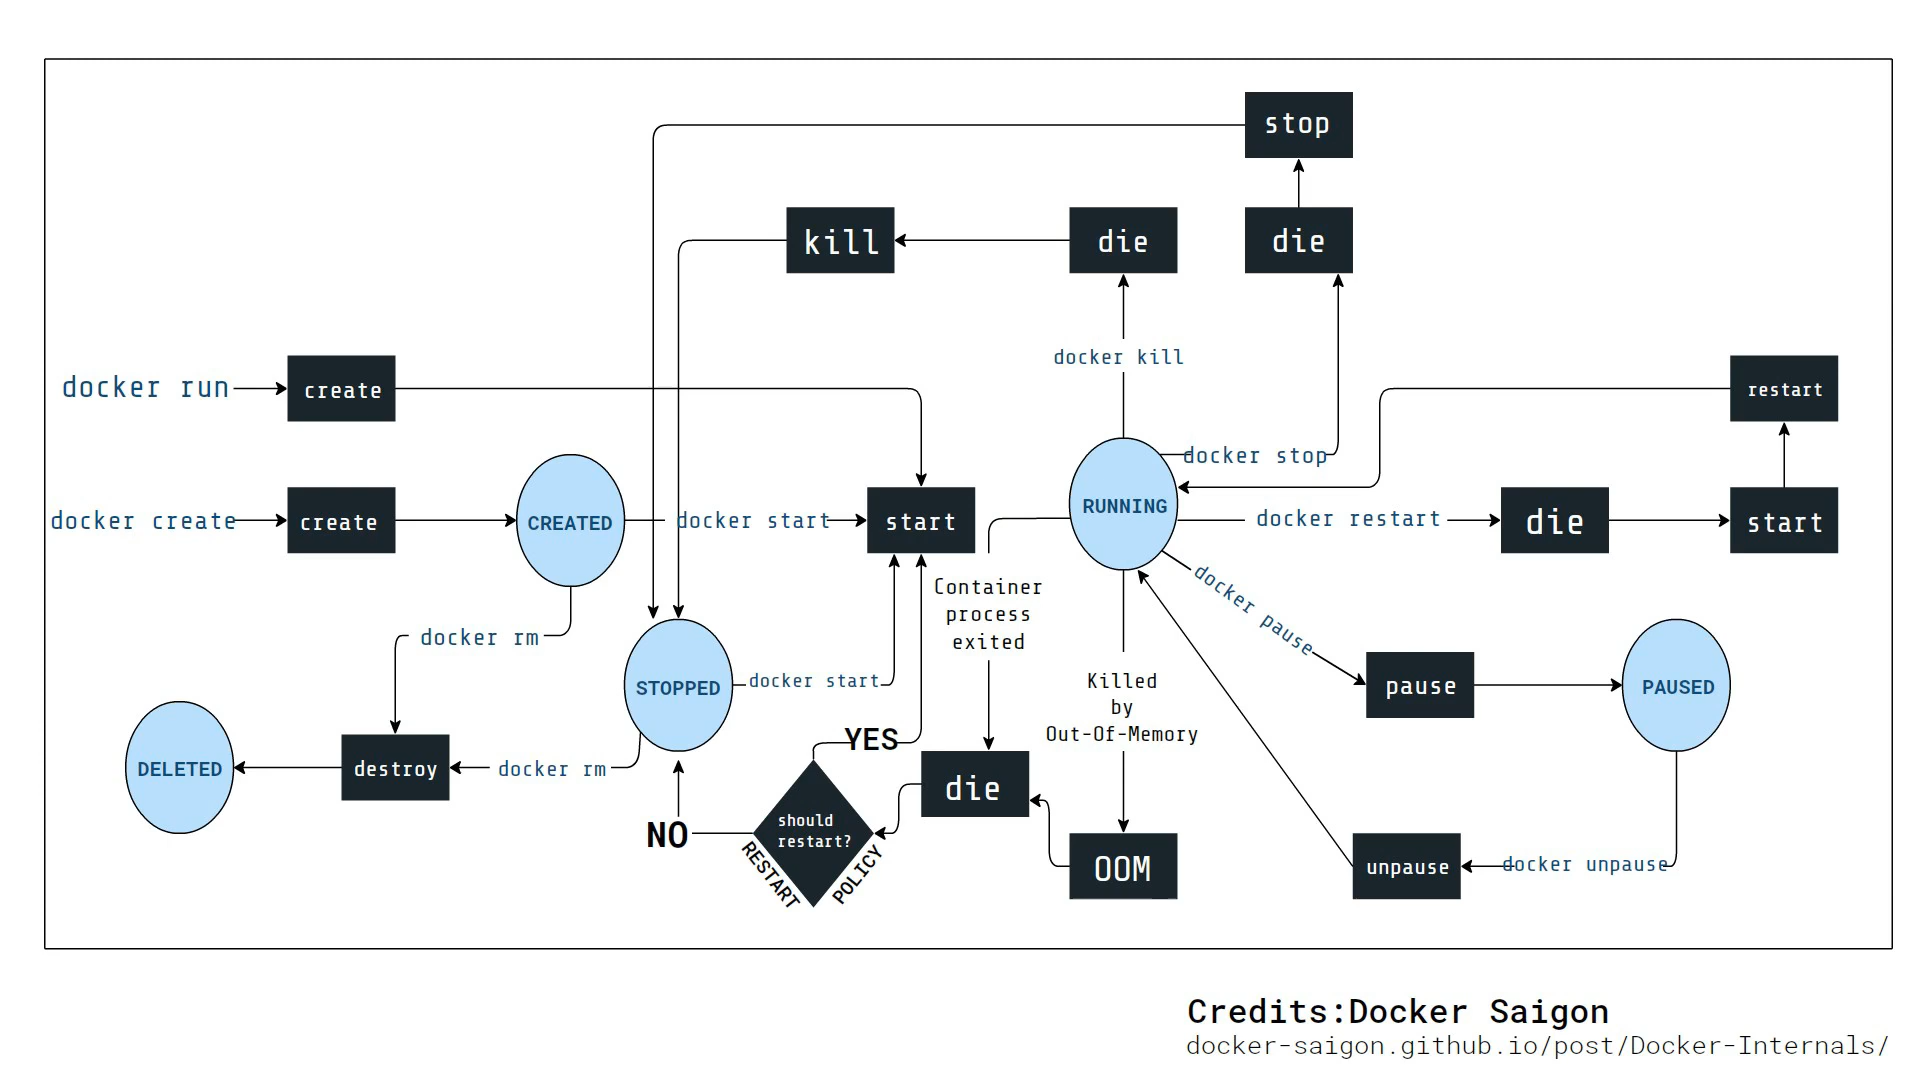 stop
kill
die
die
docker kill
docker run
create
restart
docker stop
docker create
create
CREATED
docker start
start
RUNNING
docker restart
die
start
Container
process
exited
docker pause
docker rm
Killed
by
Out-Of-Memory
STOPPED
docker start
pause
PAUSED
YES
DELETED
destroy
docker rm
die
should
restart?
NO
RESTART
POLICY
OOM
unpause
docker unpause
Credits:Docker Saigon
docker-saigon.github.io/post/Docker-Internals/